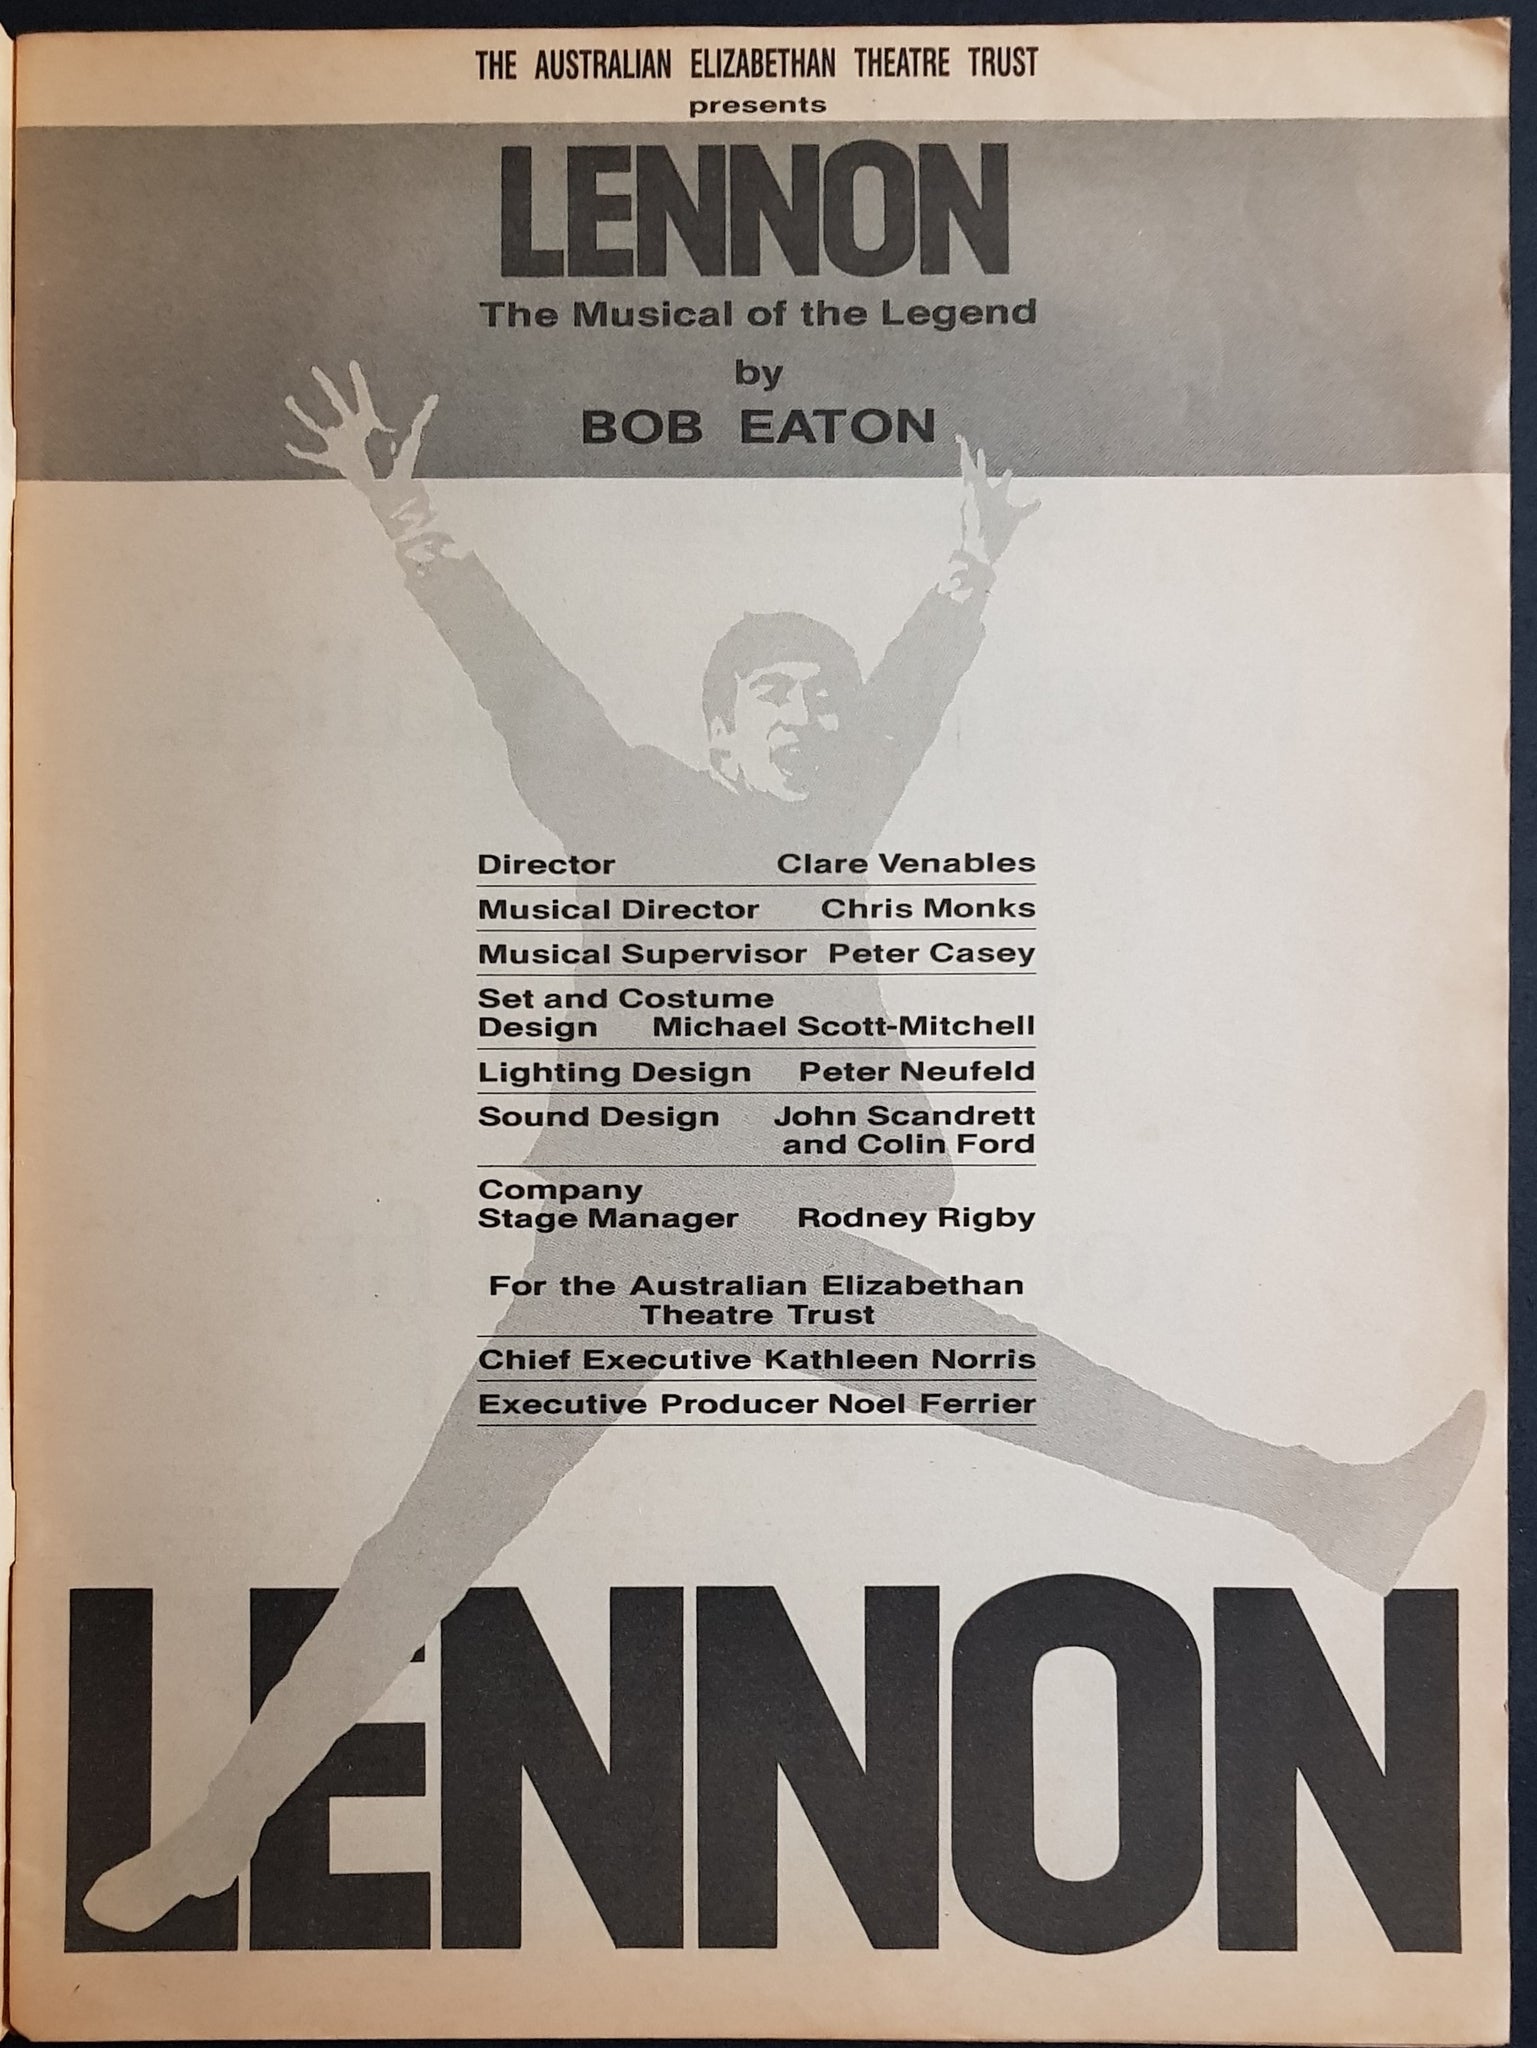 THE AUSTRALIAN ELIZABETHAN THEATRE TRUST
presents
LENNON
The Musical of the Legend
by
BOB EATON
Director Clare Venables
Musical Director Chris Monks
Musical Supervisor Peter Casey
Set and Costume
Design Michael Scott-Mitchell
Lighting Design Peter Neufeld
Sound Design John Scandrett
and Colin Ford
Company
Stage Manager Rodney Rigby
For the Australian Elizabethan
Theatre Trust
Chief Executive Kathleen Norris
Executive Producer Noel Ferrier
LENNON